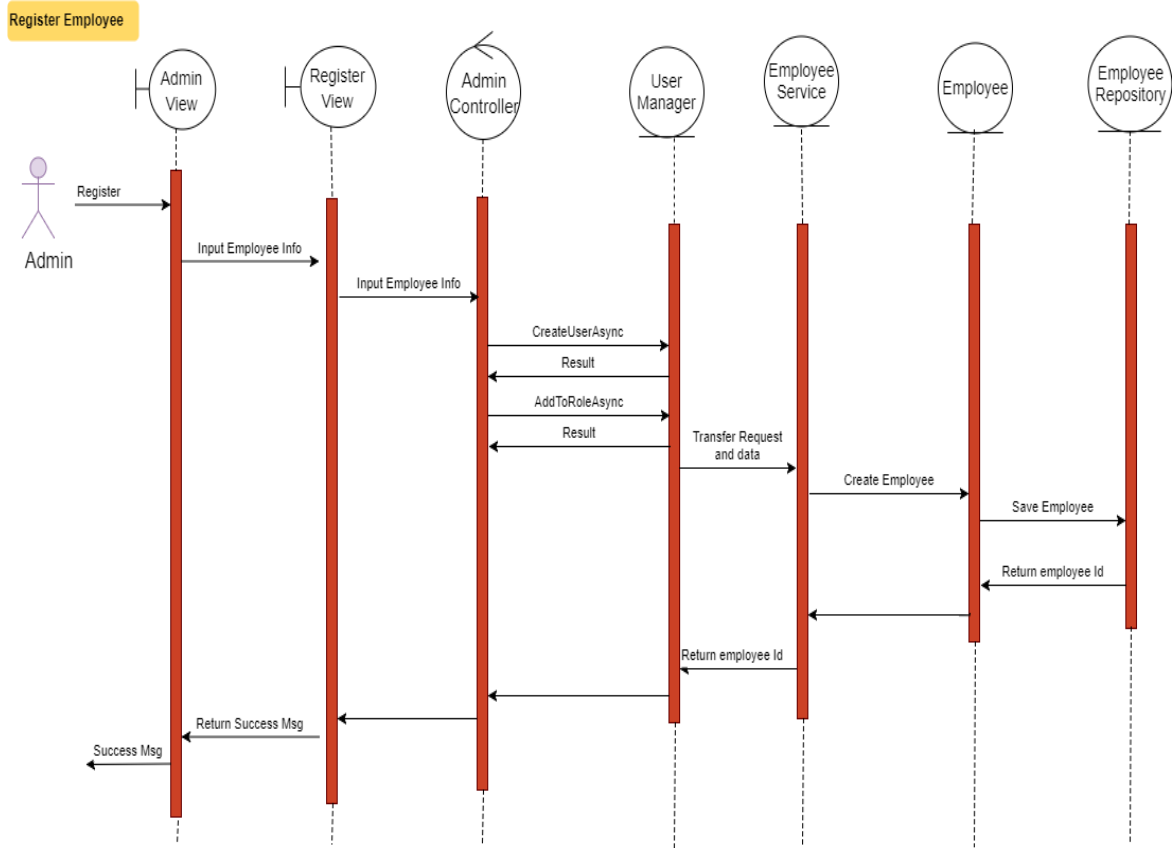 Register Employee
Admin
View
Register
View
Admin
Controller
User
Manager
Employee
Service
Employee
Employee
Repository
Admin
Register
Input Employee Info
Input Employee Info
CreateUserAsync
Result
AddToRoleAsync
Result
Transfer Request
and data
Create Employee
Save Employee
Return employee Id
Return employee Id
Return Success Msg
Success Msg